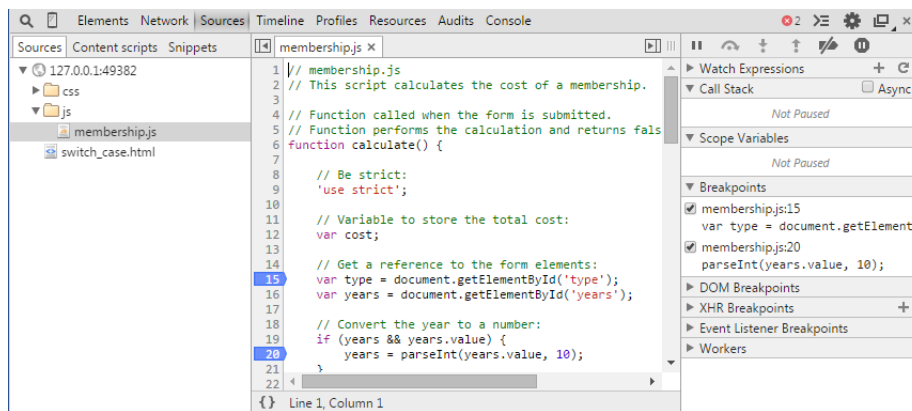 Elements Network Sources Timeline Profiles Resources Audits Console 2
Sources Content scripts Snippets
127.0.0.1:49382
css
js
membership.js
switch_case.html
membership.js ×
1 // membership.js
2 // This script calculates the cost of a membership.
3
4 // Function called when the form is submitted.
5 // Function performs the calculation and returns fals
6 function calculate() {
7
8 // Be strict:
9 'use strict';
10
11 // Variable to store the total cost:
12 var cost;
13
14 // Get a reference to the form elements:
15 var type = document.getElementById('type');
16 var years = document.getElementById('years');
17
18 // Convert the year to a number:
19 if (years && years.value) {
20 years = parseInt(years.value, 10);
21 }
22
{} Line 1, Column 1
Watch Expressions + C
Call Stack Async
Not Paused
Scope Variables
Not Paused
Breakpoints
membership.js:15
var type = document.getElement
membership.js:20
parseInt(years.value, 10);
DOM Breakpoints
XHR Breakpoints +
Event Listener Breakpoints
Workers